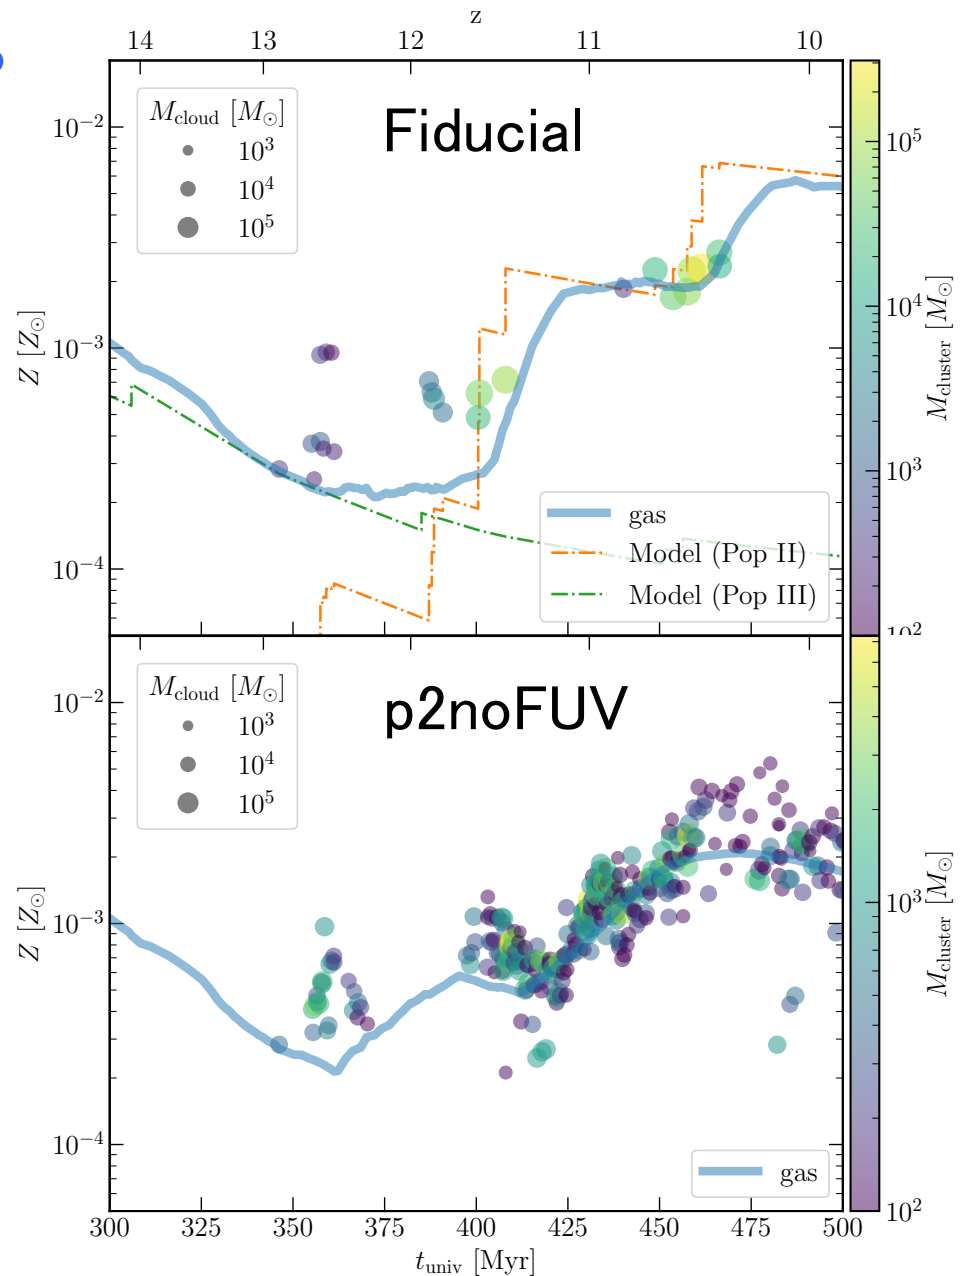 z
14 13 12 11 10
M_cloud [M_⊙]
10^3
10^4
10^5
Fiducial
10^-2
10^-3
10^-4
Z [Z_⊙]
gas
Model (Pop II)
Model (Pop III)
10^5
10^4
10^3
10^2
M_cluster [M_⊙]
M_cloud [M_⊙]
10^3
10^4
10^5
p2noFUV
10^-2
10^-3
10^-4
Z [Z_⊙]
gas
10^3
10^2
M_cluster [M_⊙]
300 325 350 375 400 425 450 475 500
t_univ [Myr]